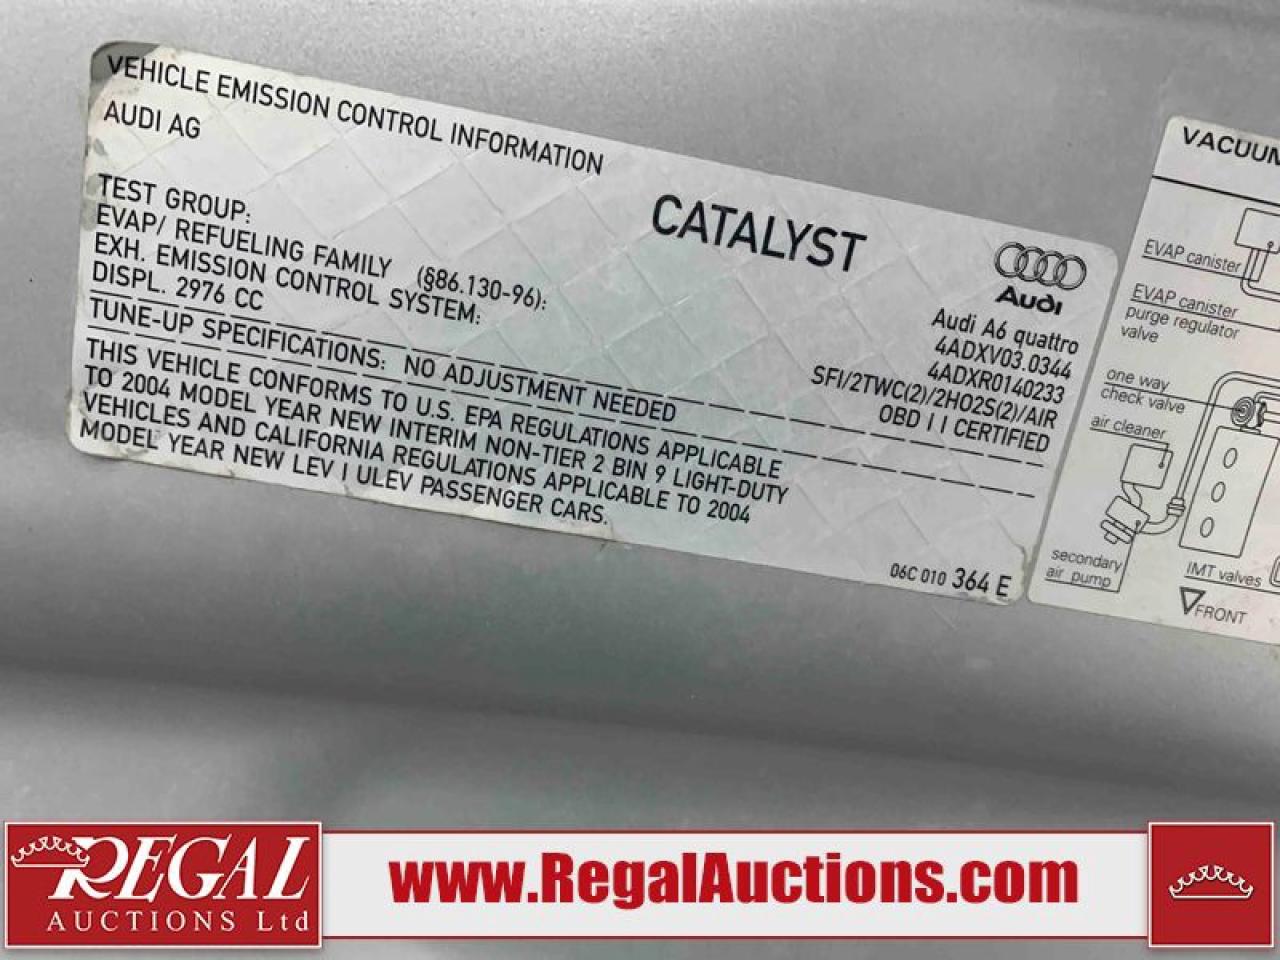 VEHICLE EMISSION CONTROL INFORMATION
AUDI AG
CATALYST
Audi
TEST GROUP:
EVAP/ REFUELING FAMILY (§86.130-96):
EXH. EMISSION CONTROL SYSTEM:
DISPL. 2976 CC
Audi A6 quattro
4ADXV03.0344
4ADXR0140233
SFI/2TWC(2)/2HO2S(2)/AIR
OBD II CERTIFIED
TUNE-UP SPECIFICATIONS: NO ADJUSTMENT NEEDED
THIS VEHICLE CONFORMS TO U.S. EPA REGULATIONS APPLICABLE
TO 2004 MODEL YEAR NEW INTERIM NON-TIER 2 BIN 9 LIGHT-DUTY
VEHICLES AND CALIFORNIA REGULATIONS APPLICABLE TO 2004
MODEL YEAR NEW LEV I ULEV PASSENGER CARS.
06C 010 364 E
VACUUM
EVAP canister
EVAP canister
purge regulator
valve
one way
check valve
air cleaner
secondary
air pump
IMT valves
FRONT
REGAL
AUCTIONS Ltd
www.RegalAuctions.com